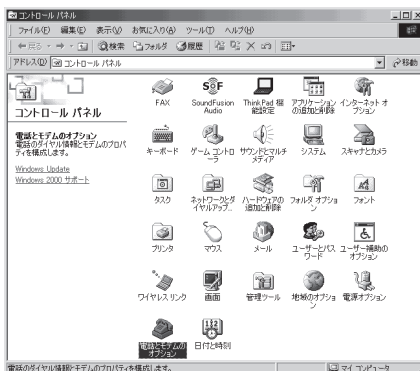 コントロール パネル
ファイル(F) 編集(E) 表示(V) お気に入り(A) ツール(T) ヘルプ(H)
戻る 検索 フォルダ 履歴
アドレス(D) コントロール パネル 移動
コントロール パネル
電話とモデムのオプション
電話のダイヤル情報とモデムのプロパ
ティを構成します。
Windows Update
Windows 2000 サポート
FAX
SoundFusion
Audio
ThinkPad 機
能設定
アプリケーション
の追加と削除
インターネット オ
プション
キーボード
ゲーム コントロ
ーラ
サウンドとマルチ
メディア
システム
スキャナとカメラ
タスク
ネットワークとダ
イヤルアップ...
ハードウェアの
追加と削除
フォルダ オプショ
ン
フォント
プリンタ
マウス
メール
ユーザーとパス
ワード
ユーザー補助の
オプション
ワイヤレス リンク
画面
管理ツール
地域のオプショ
ン
電源オプション
電話とモデムの
オプション
日付と時刻
電話のダイヤル情報とモデムのプロパティを構成します。 マイ コンピュータ